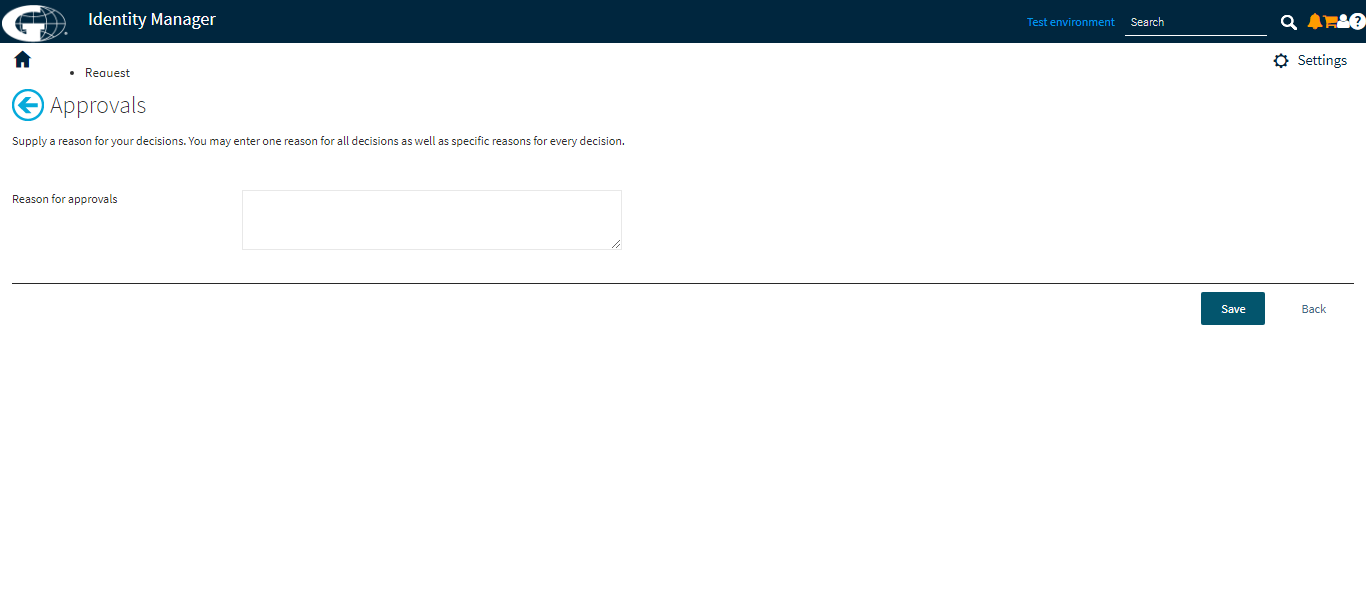 Identity Manager
Test environment
Search
?
Request
Settings
Approvals
Supply a reason for your decisions. You may enter one reason for all decisions as well as specific reasons for every decision.
Reason for approvals
Save
Back